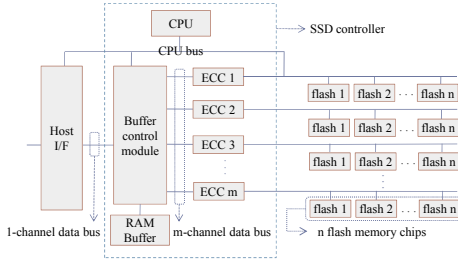 CPU
SSD controller
CPU bus
ECC 1
flash 1 flash 2 . . . flash n
Host
I/F
Buffer
control
module
ECC 2
flash 1 flash 2 . . . flash n
ECC 3
flash 1 flash 2 . . . flash n
ECC m
flash 1 flash 2 . . . flash n
RAM
Buffer
1-channel data bus
m-channel data bus
n flash memory chips